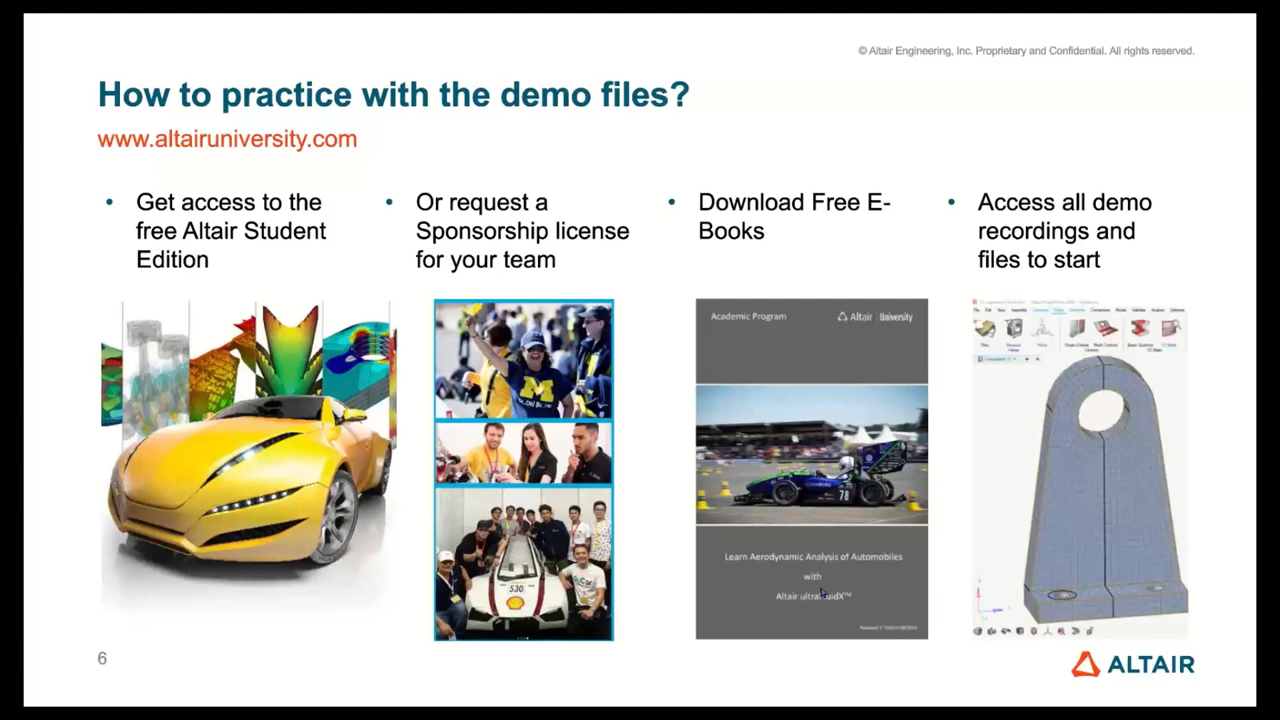 © Altair Engineering, Inc. Proprietary and Confidential. All rights reserved.
How to practice with the demo files?
www.altairuniversity.com
• Get access to the
free Altair Student
Edition
• Or request a
Sponsorship license
for your team
• Download Free E-
Books
• Access all demo
recordings and
files to start
Academic Program
Altair | University
78
Learn Aerodynamic Analysis of Automobiles
with
Altair ultraFluidX™
M
530
6
ALTAIR